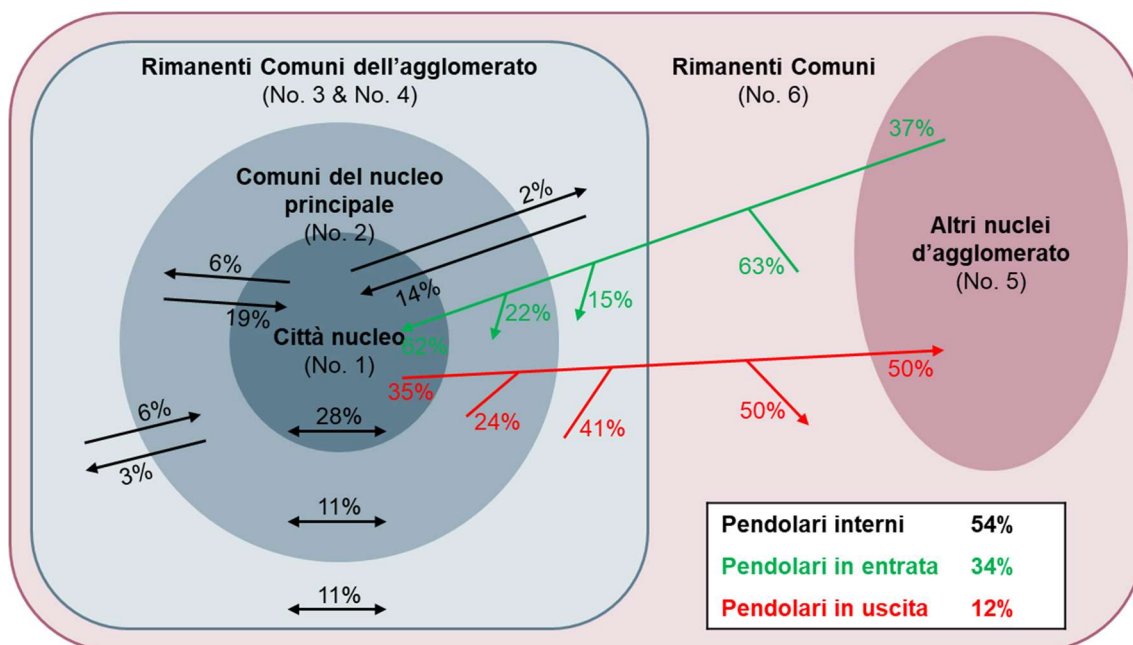 Rimanenti Comuni dell'agglomerato
(No. 3 & No. 4)
Rimanenti Comuni
(No. 6)
37%
Comuni del nucleo
principale
(No. 2)
2%
14%
6%
19%
Altri nuclei
d'agglomerato
(No. 5)
63%
15%
22%
62%
Città nucleo
(No. 1)
35%
24%
41%
50%
50%
28%
6%
3%
11%
11%
Pendolari interni 54%
Pendolari in entrata 34%
Pendolari in uscita 12%